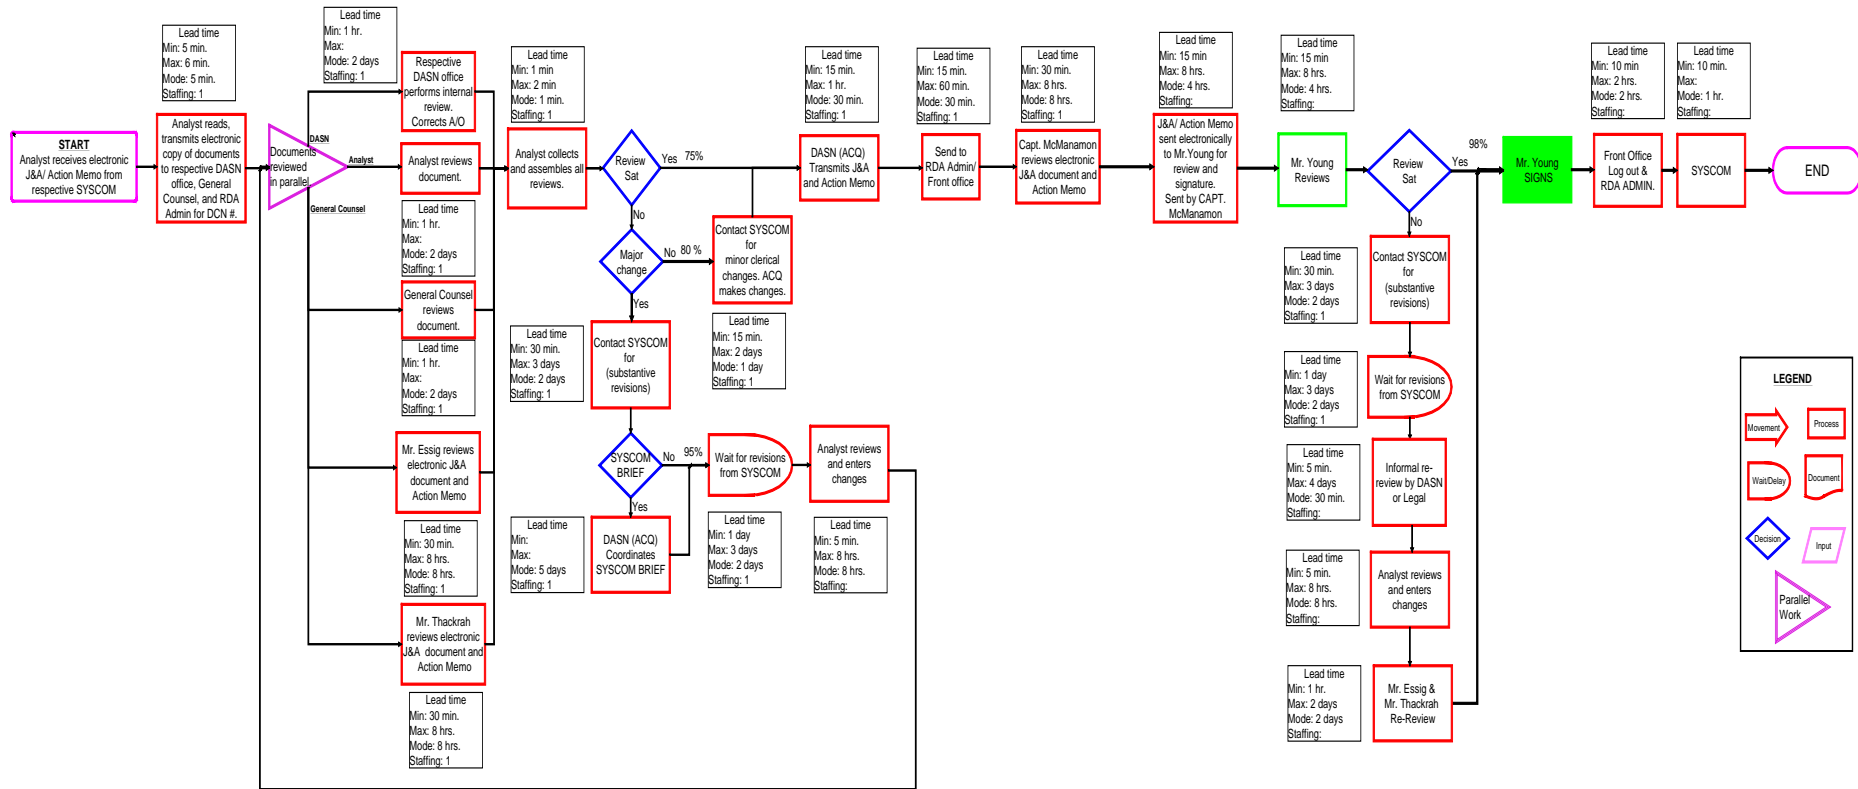 START
Analyst receives electronic
J&A/ Action Memo from
respective SYSCOM
Lead time
Min: 5 min.
Max: 6 min.
Mode: 5 min.
Staffing: 1
Analyst reads,
transmits electronic
copy of documents
to respective DASN
office, General
Counsel, and RDA
Admin for DCN #.
Documents
reviewed
in parallel
DASN
Analyst
General Counsel
Lead time
Min: 1 hr.
Max:
Mode: 2 days
Staffing: 1
Respective
DASN office
performs internal
review.
Corrects A/O
Analyst reviews
document.
Lead time
Min: 1 hr.
Max:
Mode: 2 days
Staffing: 1
General Counsel
reviews
document.
Lead time
Min: 1 hr.
Max:
Mode: 2 days
Staffing: 1
Mr. Essig reviews
electronic J&A
document and
Action Memo
Lead time
Min: 30 min.
Max: 8 hrs.
Mode: 8 hrs.
Staffing: 1
Mr. Thackrah
reviews electronic
J&A document and
Action Memo
Lead time
Min: 30 min.
Max: 8 hrs.
Mode: 8 hrs.
Staffing: 1
Lead time
Min: 1 min
Max: 2 min
Mode: 1 min.
Staffing: 1
Analyst collects
and assembles all
reviews.
Review
Sat
Yes 75%
No
Major
change
No 80 %
Yes
Contact SYSCOM
for
minor clerical
changes. ACQ
makes changes.
Lead time
Min: 15 min.
Max: 2 days
Mode: 1 day
Staffing: 1
Lead time
Min: 30 min.
Max: 3 days
Mode: 2 days
Staffing: 1
Contact SYSCOM
for
(substantive
revisions)
SYSCOM
BRIEF
No 95%
Yes
Lead time
Min:
Max:
Mode: 5 days
Staffing: 1
DASN (ACQ)
Coordinates
SYSCOM BRIEF
Wait for revisions
from SYSCOM
Lead time
Min: 1 day
Max: 3 days
Mode: 2 days
Staffing: 1
Analyst reviews
and enters
changes
Lead time
Min: 5 min.
Max: 8 hrs.
Mode: 8 hrs.
Staffing:
Lead time
Min: 15 min.
Max: 1 hr.
Mode: 30 min.
Staffing: 1
DASN (ACQ)
Transmits J&A
and Action Memo
Lead time
Min: 15 min.
Max: 60 min.
Mode: 30 min.
Staffing: 1
Send to
RDA Admin/
Front office
Lead time
Min: 30 min.
Max: 8 hrs.
Mode: 8 hrs.
Staffing: 1
Capt. McManamon
reviews electronic
J&A document and
Action Memo
Lead time
Min: 15 min
Max: 8 hrs.
Mode: 4 hrs.
Staffing:
J&A/ Action Memo
sent electronically
to Mr.Young for
review and
signature.
Sent by CAPT.
McManamon
Lead time
Min: 15 min
Max: 8 hrs.
Mode: 4 hrs.
Staffing:
Mr. Young
Reviews
Review
Sat
98%
Yes
No
Lead time
Min: 30 min.
Max: 3 days
Mode: 2 days
Staffing: 1
Contact SYSCOM
for
(substantive
revisions)
Lead time
Min: 1 day
Max: 3 days
Mode: 2 days
Staffing: 1
Wait for revisions
from SYSCOM
Lead time
Min: 5 min.
Max: 4 days
Mode: 30 min.
Staffing:
Informal re-
review by DASN
or Legal
Lead time
Min: 5 min.
Max: 8 hrs.
Mode: 8 hrs.
Staffing:
Analyst reviews
and enters
changes
Lead time
Min: 1 hr.
Max: 2 days
Mode: 2 days
Staffing:
Mr. Essig &
Mr. Thackrah
Re-Review
Mr. Young
SIGNS
Lead time
Min: 10 min
Max: 2 hrs.
Mode: 2 hrs.
Staffing: 1
Front Office
Log out &
RDA ADMIN.
Lead time
Min: 10 min.
Max:
Mode: 1 hr.
Staffing:
SYSCOM
END
LEGEND
Movement
Process
Wait/Delay
Document
Decision
Input
Parallel
Work